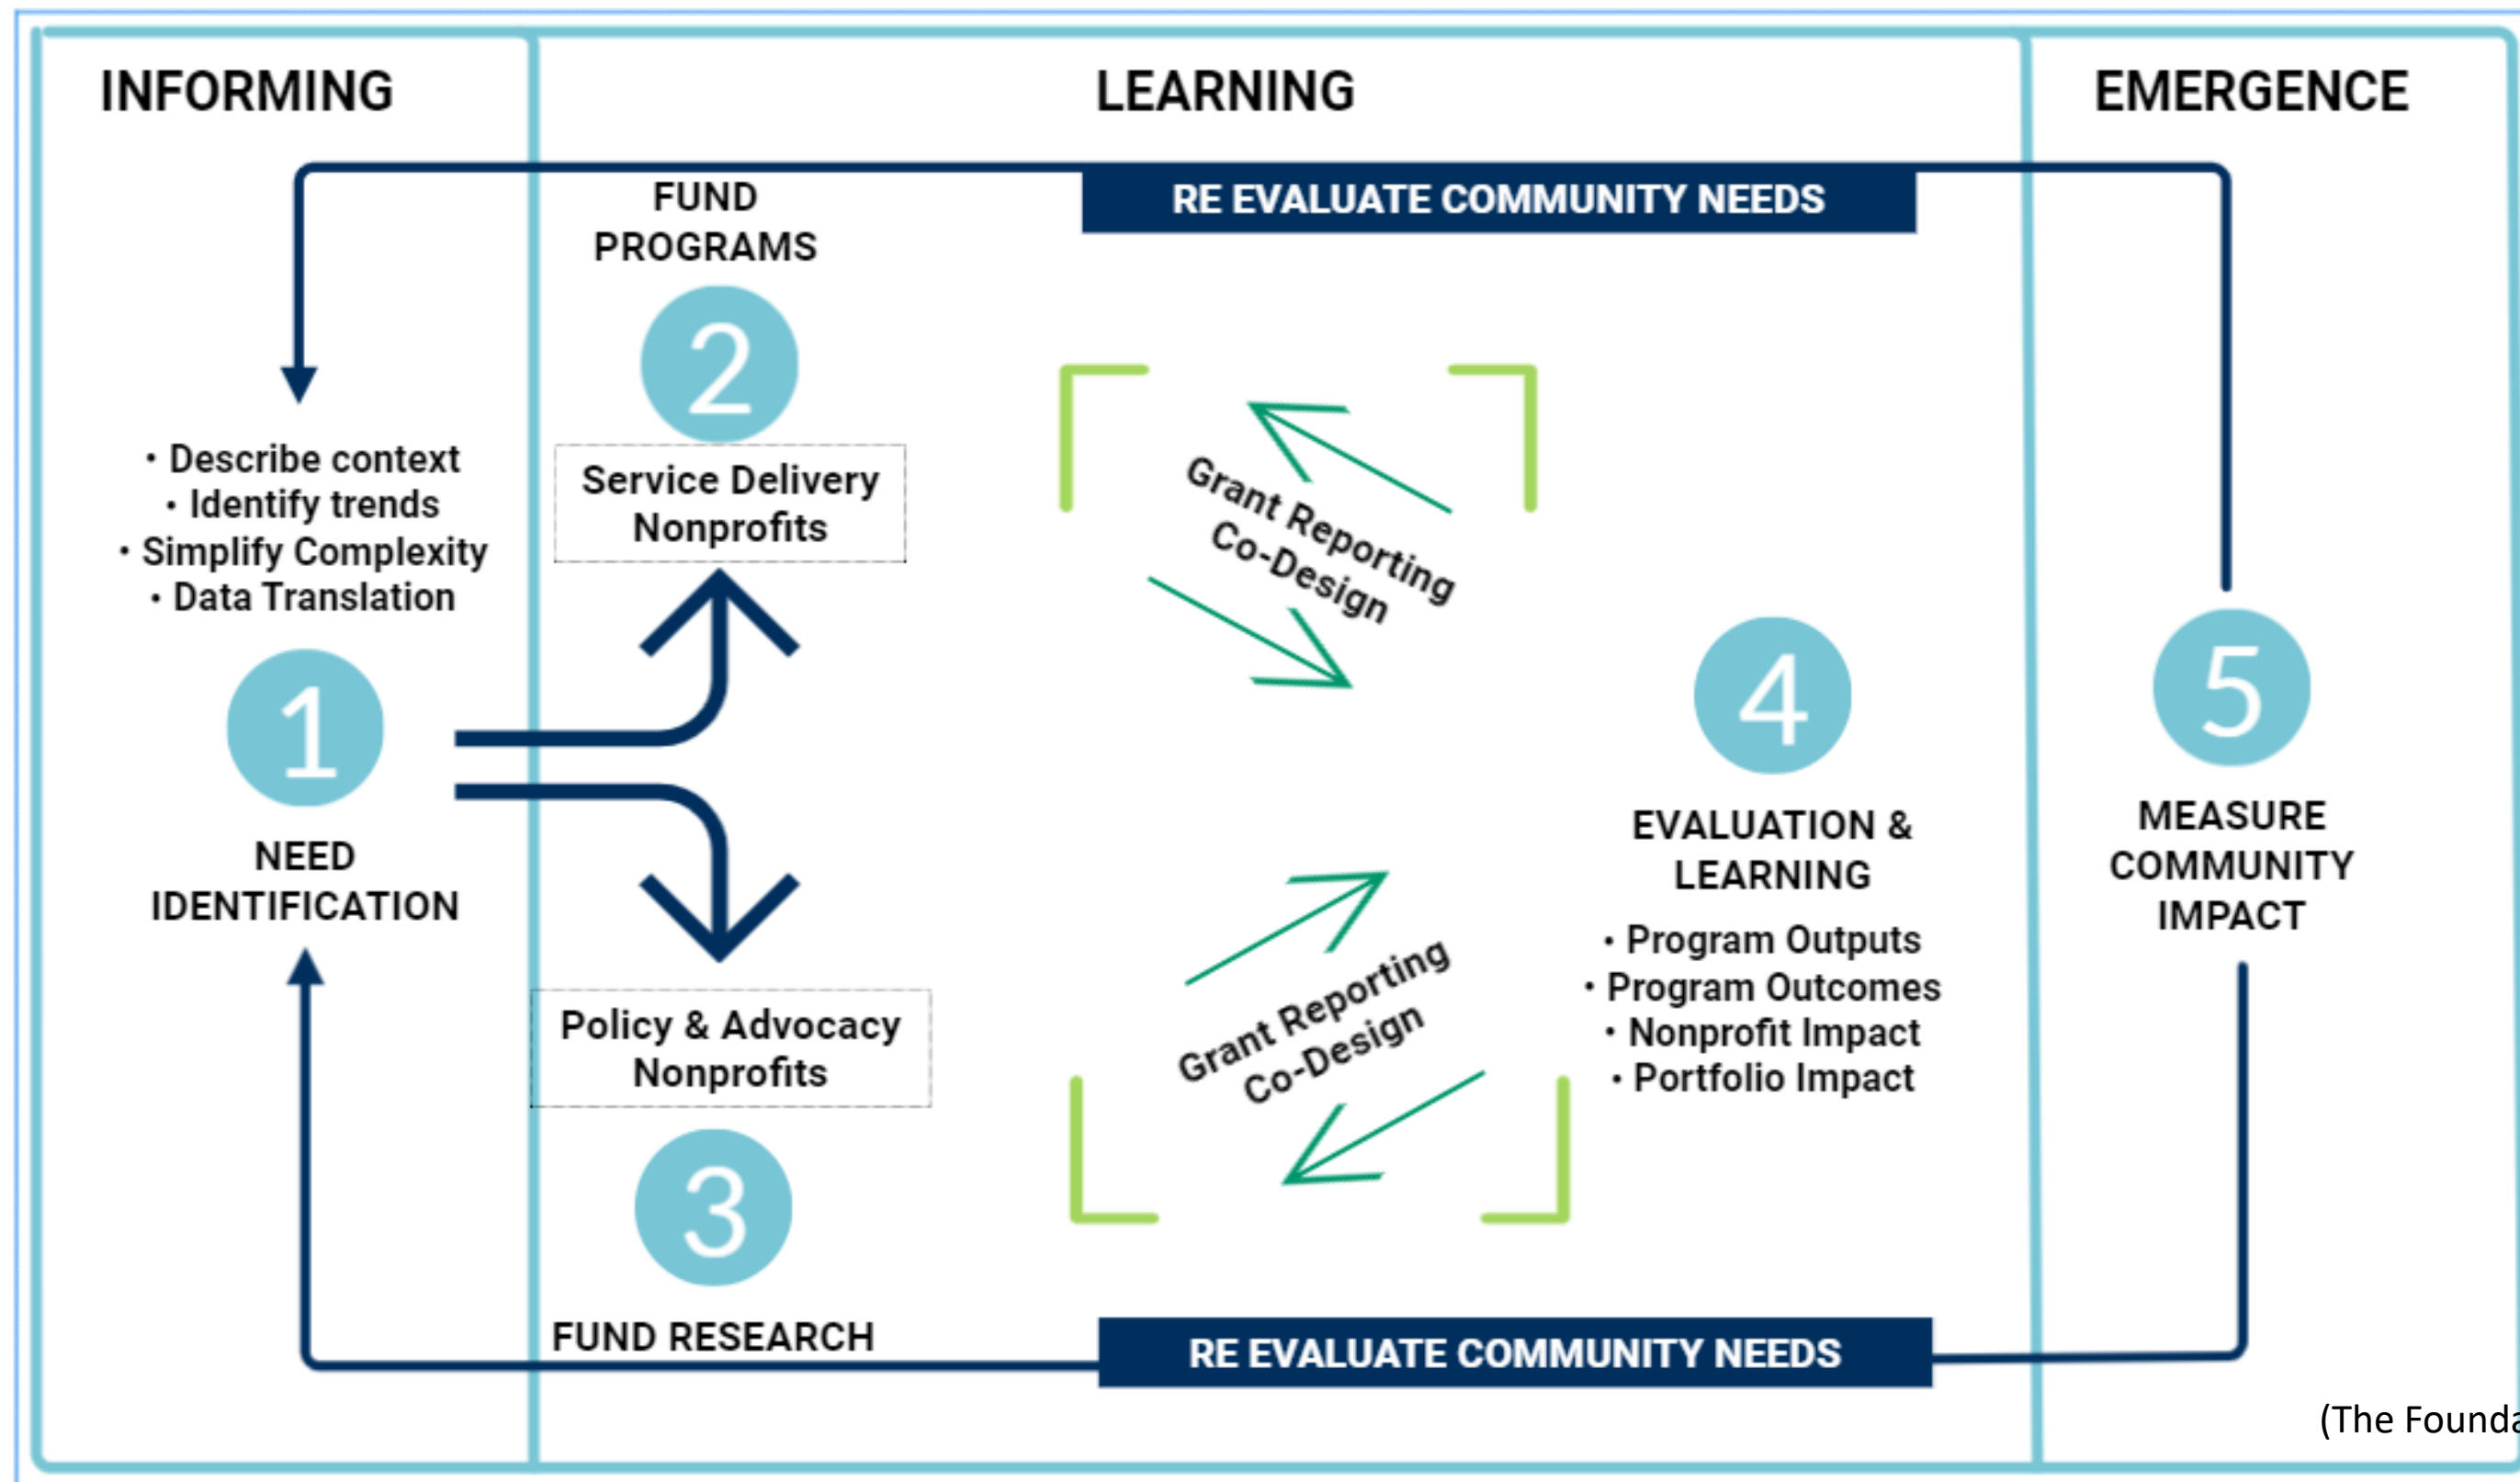 INFORMING
LEARNING
EMERGENCE
RE EVALUATE COMMUNITY NEEDS
• Describe context
• Identify trends
• Simplify Complexity
• Data Translation
1
NEED
IDENTIFICATION
FUND
PROGRAMS
2
Service Delivery
Nonprofits
Policy & Advocacy
Nonprofits
3
FUND RESEARCH
Grant Reporting
Co-Design
Grant Reporting
Co-Design
4
EVALUATION &
LEARNING
• Program Outputs
• Program Outcomes
• Nonprofit Impact
• Portfolio Impact
5
MEASURE
COMMUNITY
IMPACT
RE EVALUATE COMMUNITY NEEDS
(The